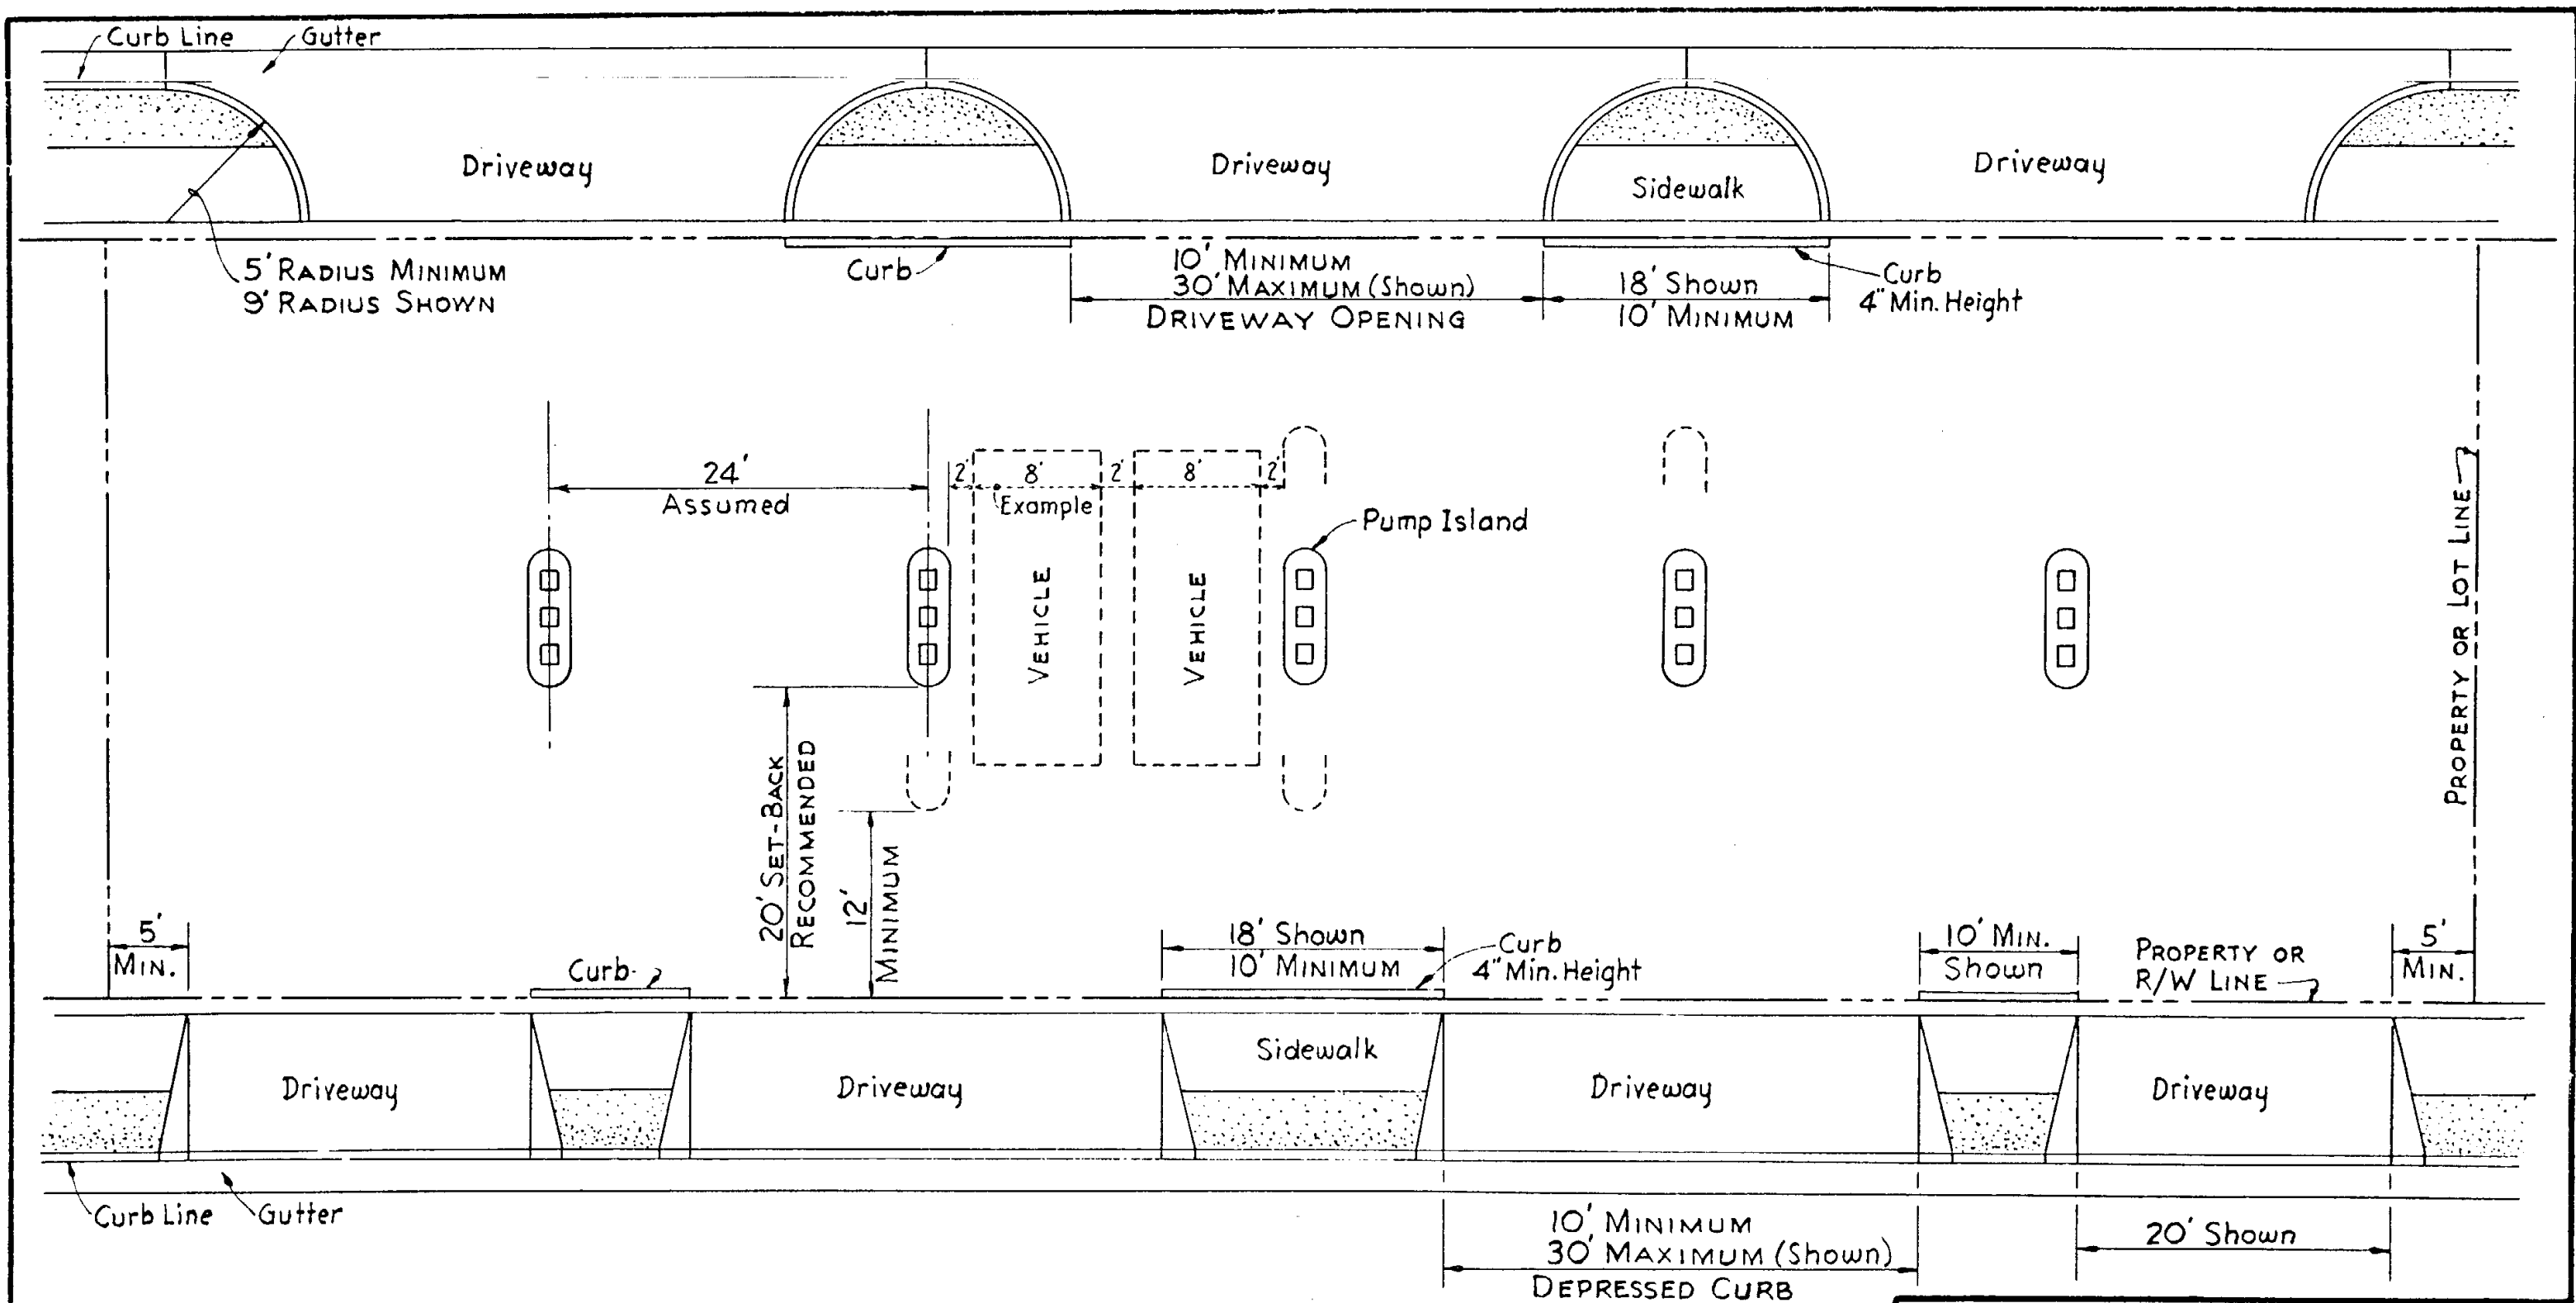 Curb Line
Gutter
Driveway
Driveway
Driveway
Sidewalk
5' RADIUS MINIMUM
9' RADIUS SHOWN
Curb
10' MINIMUM
30' MAXIMUM (Shown)
DRIVEWAY OPENING
18' Shown
10' MINIMUM
Curb
4" Min. Height
24'
Assumed
2'
8'
2'
8'
2'
Example
Pump Island
VEHICLE
VEHICLE
PROPERTY OR LOT LINE
20' SET-BACK
RECOMMENDED
12'
MINIMUM
5'
MIN.
Curb
18' Shown
10' MINIMUM
Curb
4" Min. Height
10' MIN.
Shown
PROPERTY OR
R/W LINE
5'
MIN.
Sidewalk
Driveway
Driveway
Driveway
Driveway
Curb Line
Gutter
10' MINIMUM
30' MAXIMUM (Shown)
DEPRESSED CURB
20' Shown